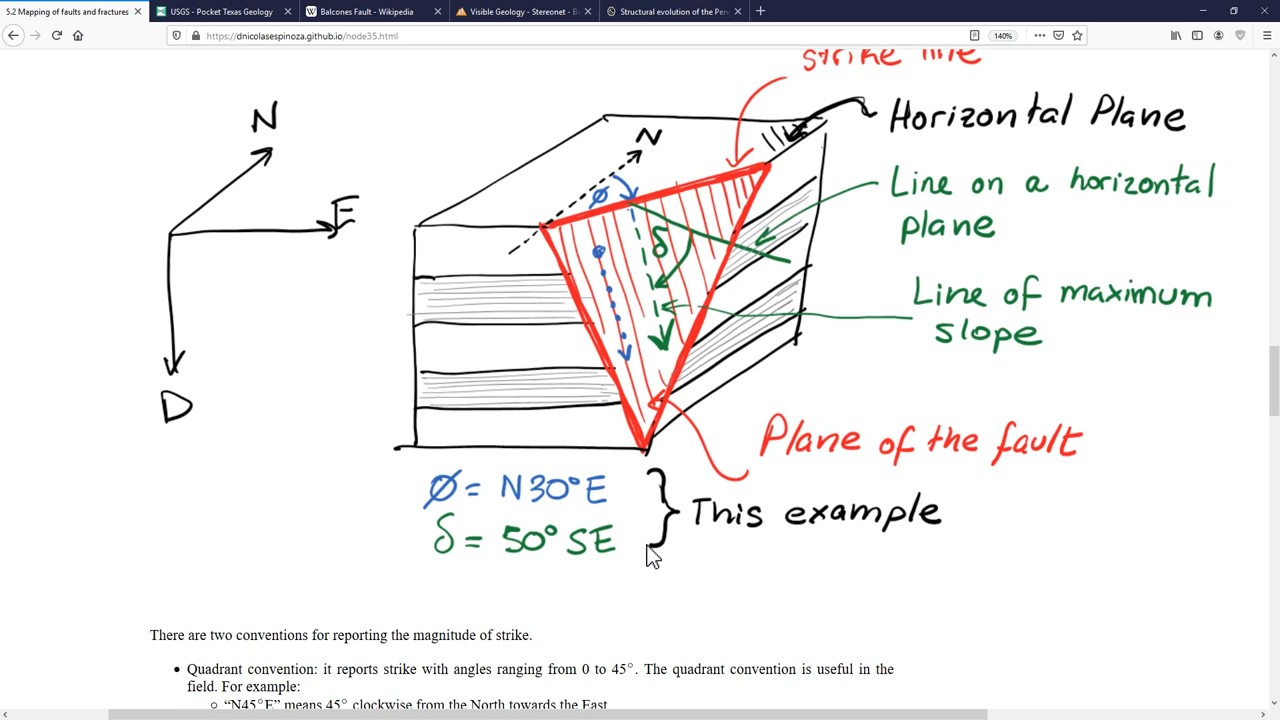 5.2 Mapping of faults and fractures
USGS - Pocket Texas Geology
Balcones Fault - Wikipedia
Visible Geology - Stereonet - B
Structural evolution of the Pen
https://dnicolasespinoza.github.io/node35.html
140%
strike line
Horizontal Plane
N
N
E
D
Φ
δ
Line on a horizontal
plane
Line of maximum
slope
Plane of the fault
Φ = N30°E
δ = 50° SE
This example
There are two conventions for reporting the magnitude of strike.
• Quadrant convention: it reports strike with angles ranging from 0 to 45°. The quadrant convention is useful in the
field. For example:
○ “N45°E” means 45° clockwise from the North towards the East